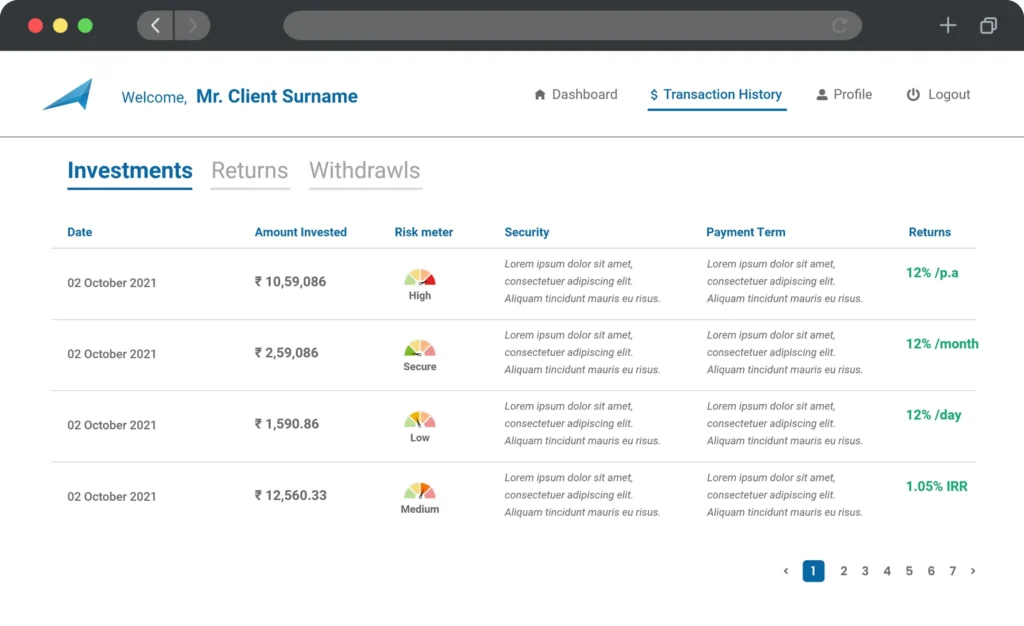 Welcome, Mr. Client Surname
Dashboard
$ Transaction History
Profile
Logout
Investments
Returns
Withdrawls
Date
Amount Invested
Risk meter
Security
Payment Term
Returns
02 October 2021
₹ 10,59,086
High
Lorem ipsum dolor sit amet,
consectetuer adipiscing elit.
Aliquam tincidunt mauris eu risus.
Lorem ipsum dolor sit amet,
consectetuer adipiscing elit.
Aliquam tincidunt mauris eu risus.
12% /p.a
02 October 2021
₹ 2,59,086
Secure
Lorem ipsum dolor sit amet,
consectetuer adipiscing elit.
Aliquam tincidunt mauris eu risus.
Lorem ipsum dolor sit amet,
consectetuer adipiscing elit.
Aliquam tincidunt mauris eu risus.
12% /month
02 October 2021
₹ 1,590.86
Low
Lorem ipsum dolor sit amet,
consectetuer adipiscing elit.
Aliquam tincidunt mauris eu risus.
Lorem ipsum dolor sit amet,
consectetuer adipiscing elit.
Aliquam tincidunt mauris eu risus.
12% /day
02 October 2021
₹ 12,560.33
Medium
Lorem ipsum dolor sit amet,
consectetuer adipiscing elit.
Aliquam tincidunt mauris eu risus.
Lorem ipsum dolor sit amet,
consectetuer adipiscing elit.
Aliquam tincidunt mauris eu risus.
1.05% IRR
‹ 1 2 3 4 5 6 7 ›